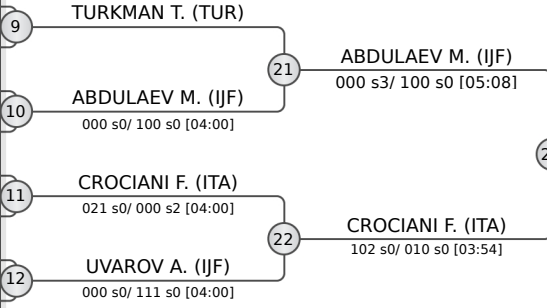 TURKMAN T. (TUR)
9
21
ABDULAEV M. (IJF)
000 s3/ 100 s0 [05:08]
ABDULAEV M. (IJF)
10
000 s0/ 100 s0 [04:00]
CROCIANI F. (ITA)
11
021 s0/ 000 s2 [04:00]
22
CROCIANI F. (ITA)
102 s0/ 010 s0 [03:54]
UVAROV A. (IJF)
12
000 s0/ 111 s0 [04:00]